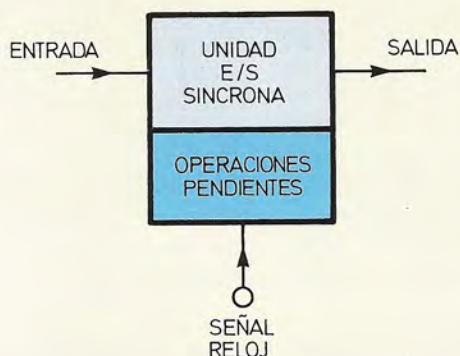 ENTRADA
UNIDAD
E/S
SINCRONA
SALIDA
OPERACIONES
PENDIENTES
SEÑAL
RELOJ